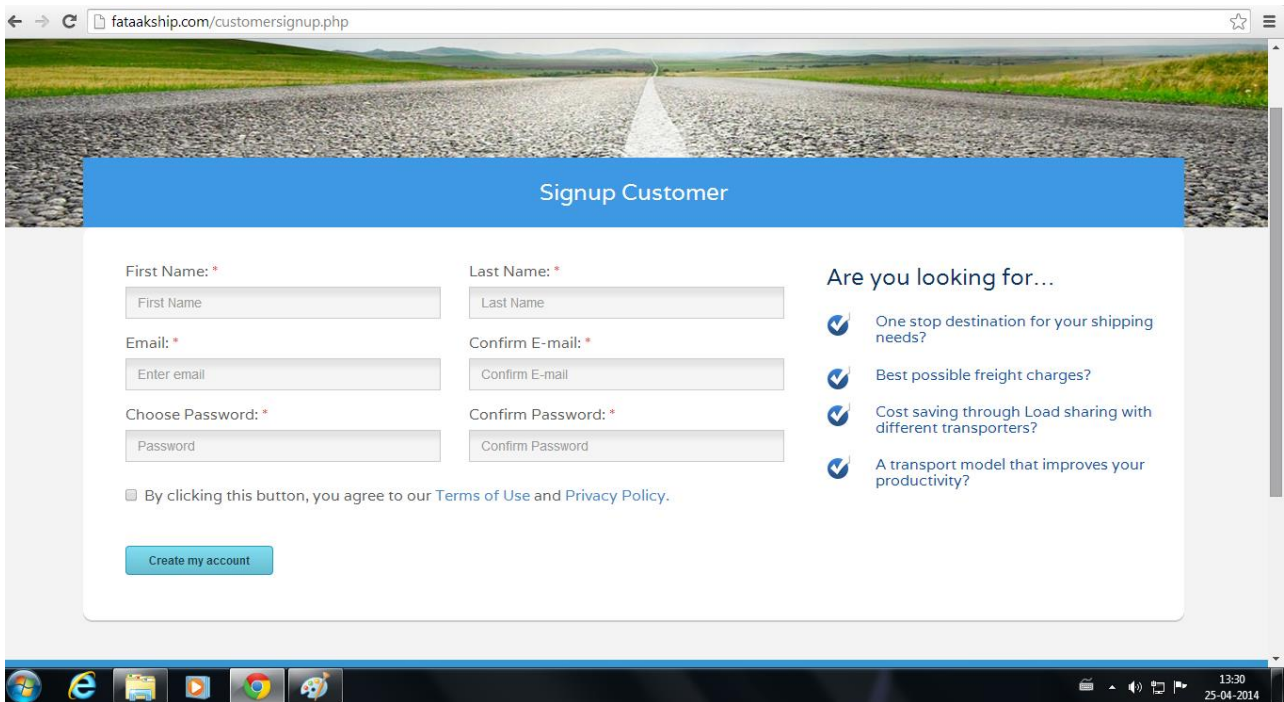 fataakship.com/customersignup.php
Signup Customer
First Name: *
Last Name: *
First Name
Last Name
Email: *
Confirm E-mail: *
Enter email
Confirm E-mail
Choose Password: *
Confirm Password: *
Password
Confirm Password
By clicking this button, you agree to our Terms of Use and Privacy Policy.
Create my account
Are you looking for...
One stop destination for your shipping
needs?
Best possible freight charges?
Cost saving through Load sharing with
different transporters?
A transport model that improves your
productivity?
13:30
25-04-2014